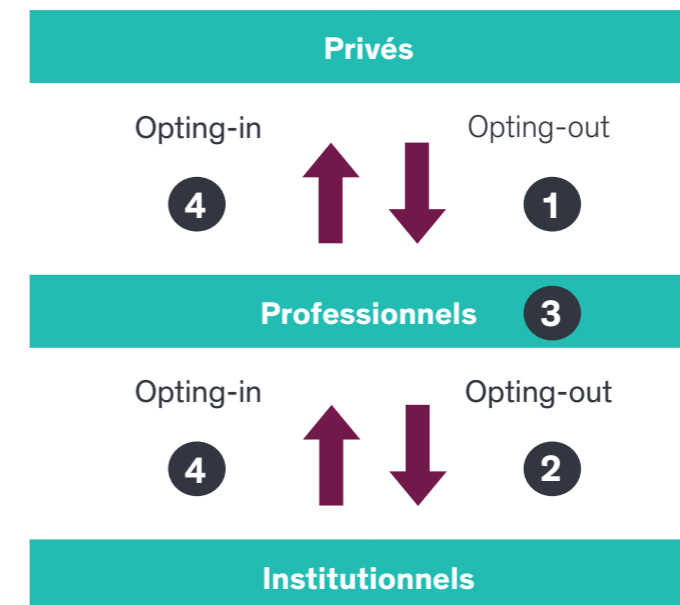 Privés
Opting-in Opting-out
4 1
Professionnels 3
Opting-in Opting-out
4 2
Institutionnels